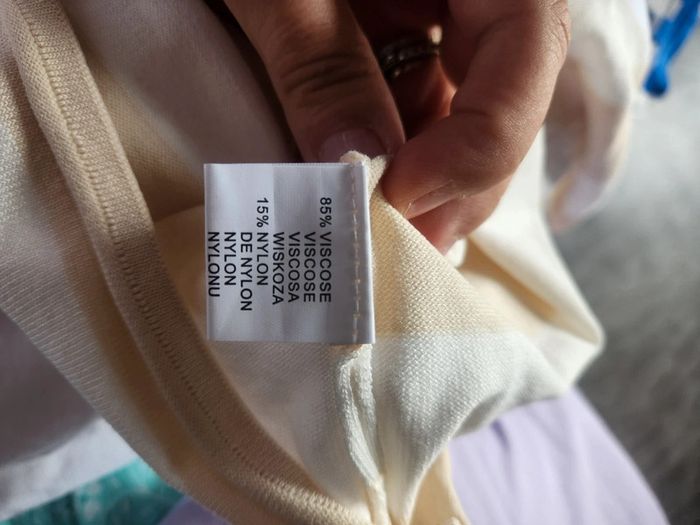 85% VISCOSE
VISCOSE
VISCOSA
WISKOZA
15% NYLON
DE NYLON
NYLON
NYLONU